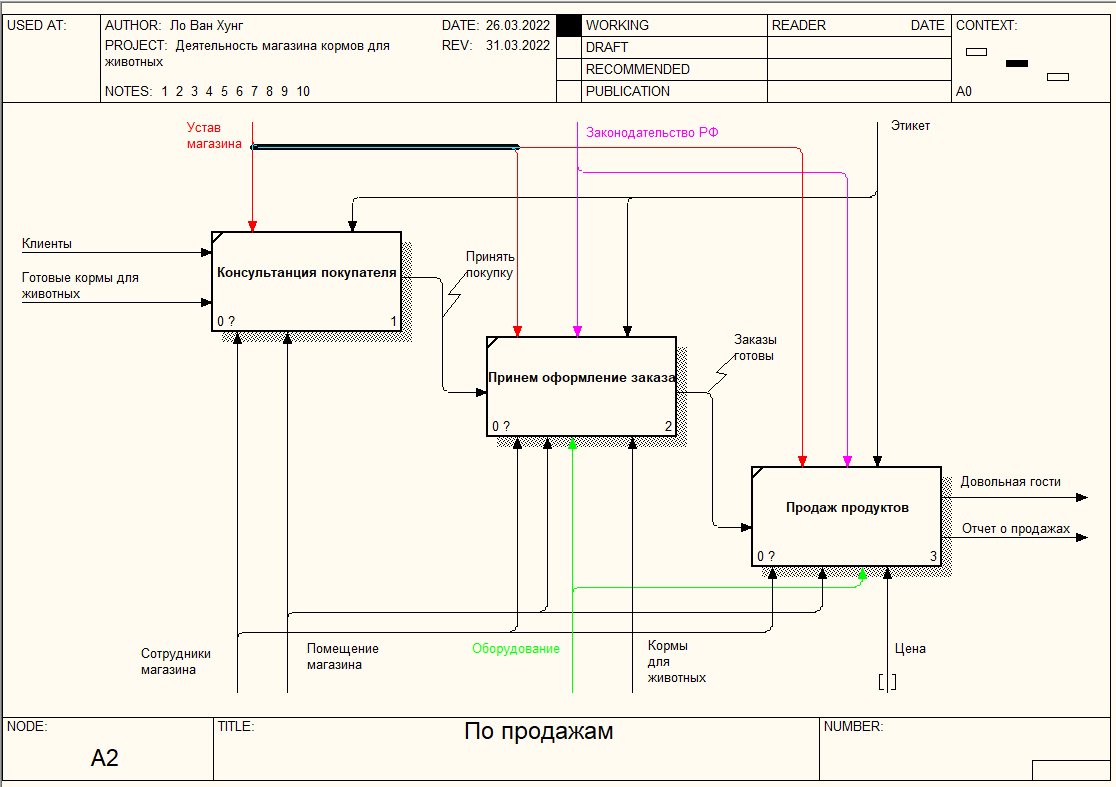 USED AT:
AUTHOR: Ло Ван Хунг
DATE: 26.03.2022
PROJECT: Деятельность магазина кормов для
животных
REV: 31.03.2022
NOTES: 1 2 3 4 5 6 7 8 9 10
WORKING
DRAFT
RECOMMENDED
PUBLICATION
READER DATE
CONTEXT:
A0
Устав
магазина
Законодательство РФ
Этикет
Клиенты
Готовые кормы для
животных
Консультанция покупателя
0 ? 1
Принять
покупку
Принем оформление заказа
0 ? 2
Заказы
готовы
Продаж продуктов
0 ? 3
Довольная гости
Отчет о продажах
Сотрудники
магазина
Помещение
магазина
Оборудование
Кормы
для
животных
Цена
NODE:
A2
TITLE:
По продажам
NUMBER: